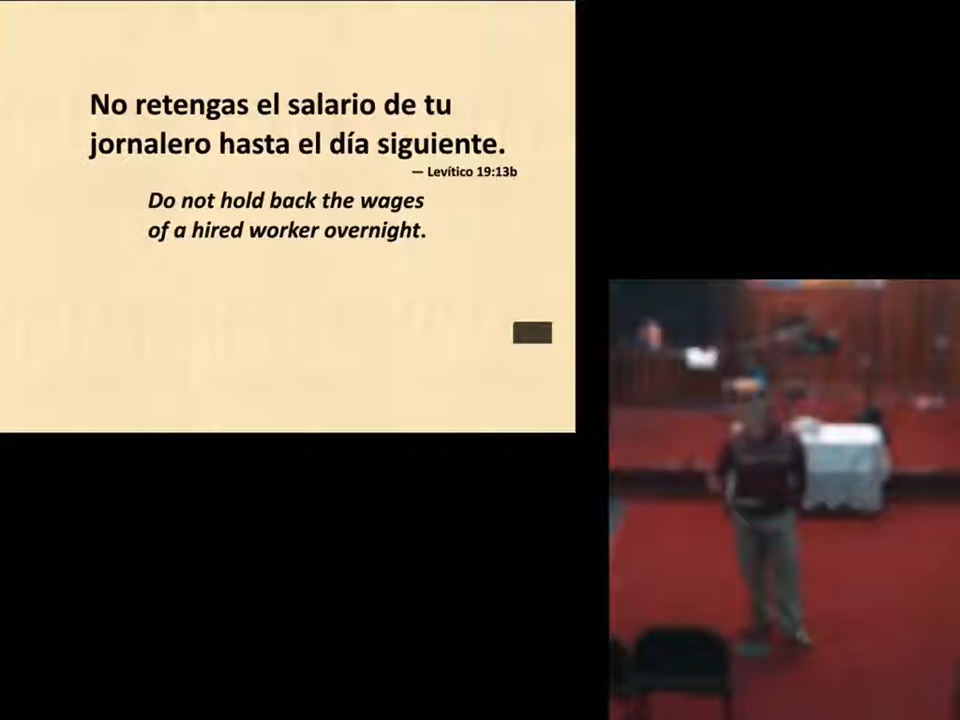 No retengas el salario de tu
jornalero hasta el día siguiente.
— Levítico 19:13b
Do not hold back the wages
of a hired worker overnight.